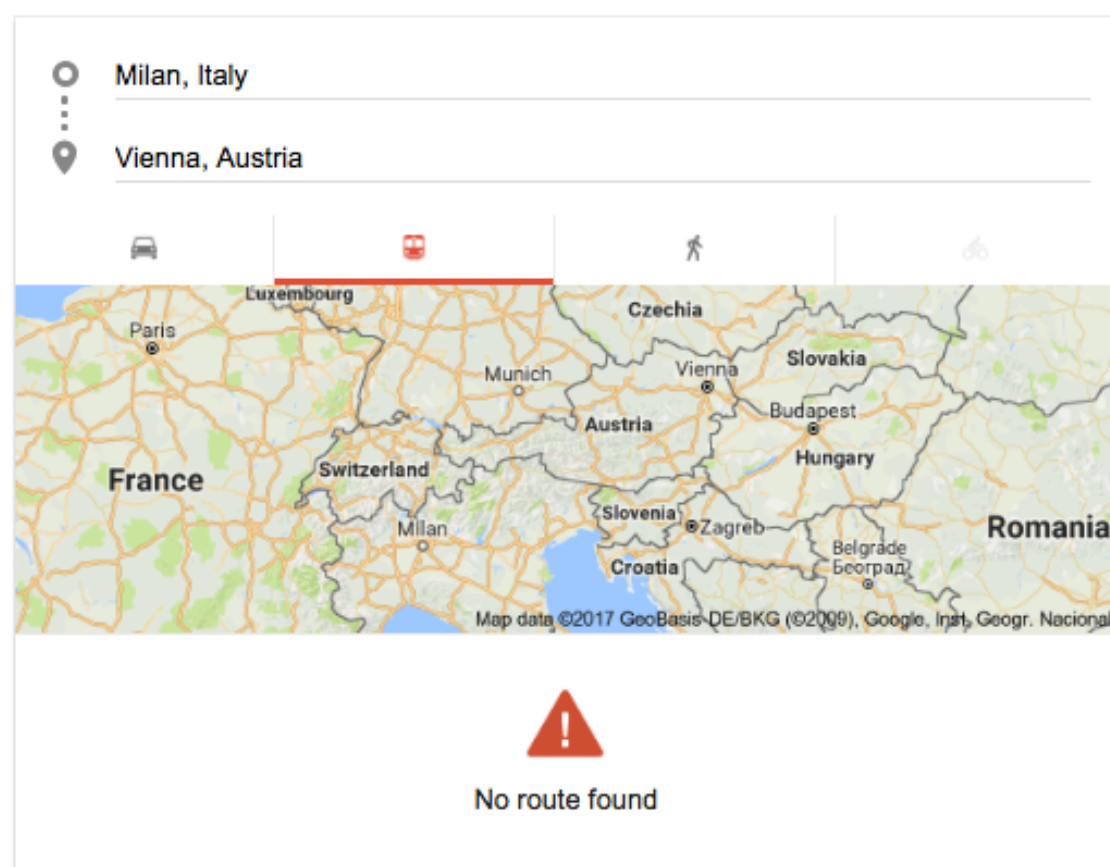 Milan, Italy
Vienna, Austria
Luxembourg
Czechia
Paris
Slovakia
Munich
Vienna
Budapest
Austria
Hungary
Switzerland
France
Slovenia
Zagreb
Milan
Romania
Belgrade
Београд
Croatia
Map data ©2017 GeoBasis-DE/BKG (©2009), Google, Inst. Geogr. Nacional
No route found